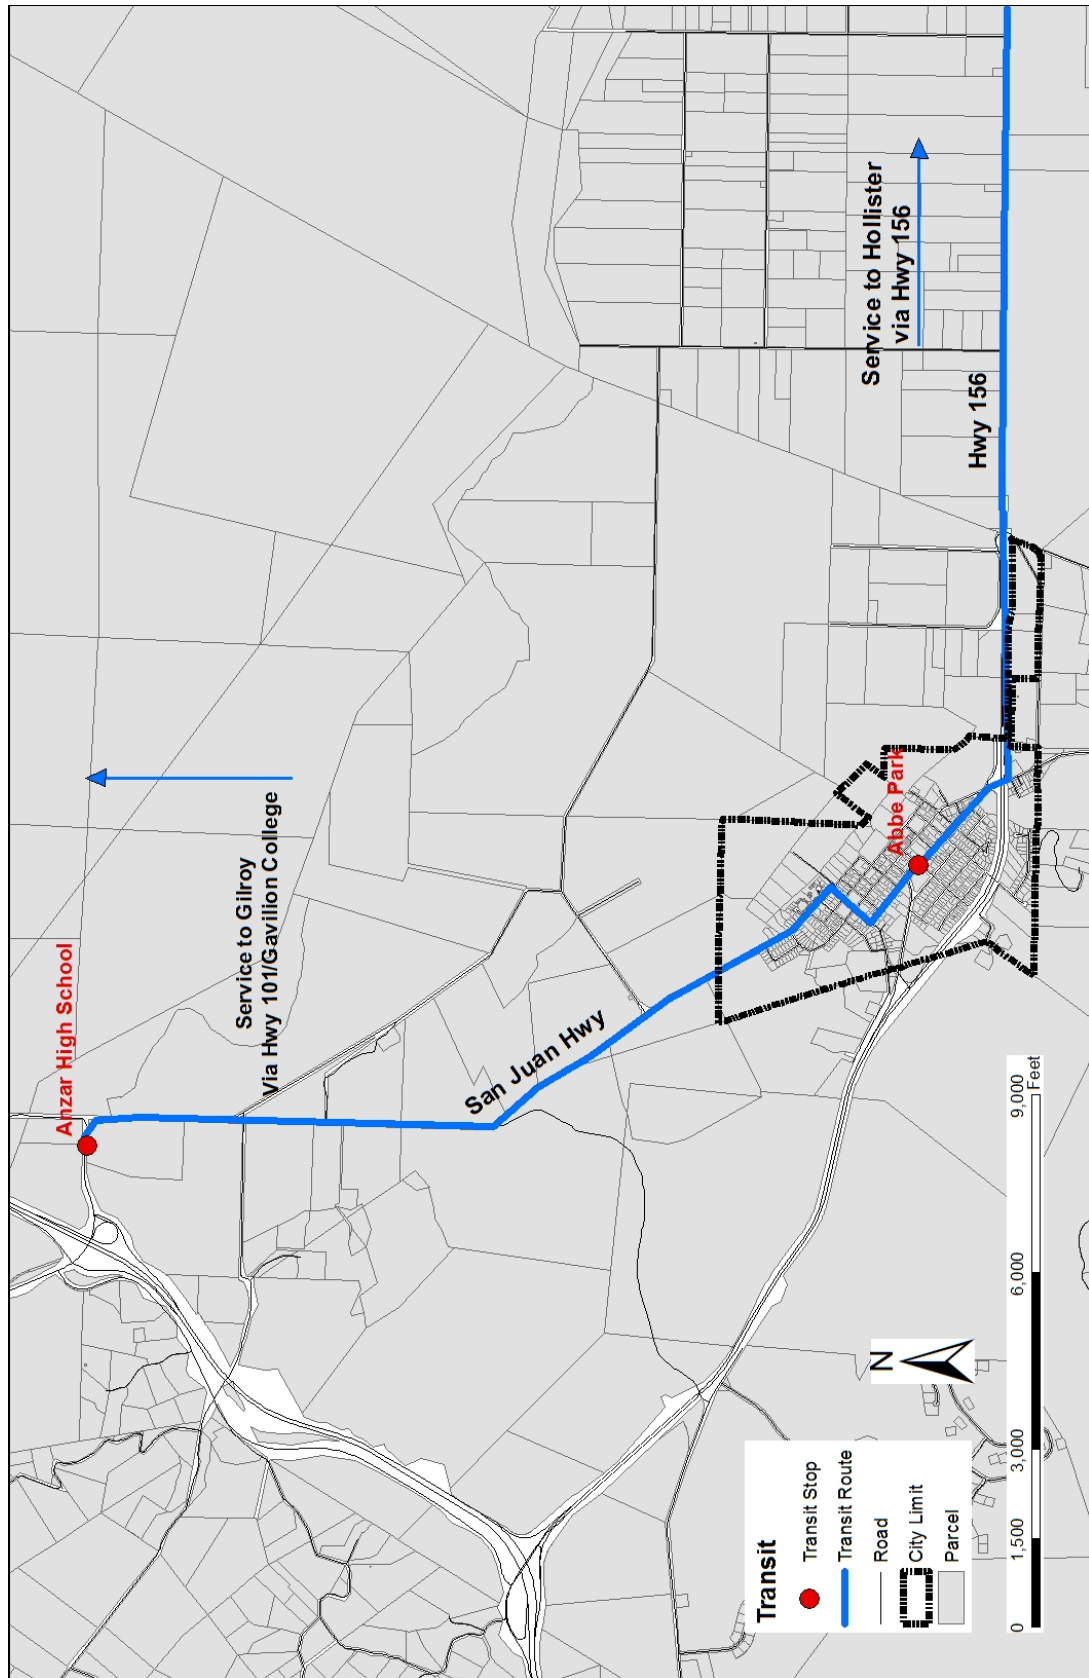 Anzar High School
Service to Gilroy
Via Hwy 101/Gavilion College
San Juan Hwy
Abbe Park
Service to Hollister
via Hwy 156
Hwy 156
N
Transit
Transit Stop
Transit Route
Road
City Limit
Parcel
0 1,500 3,000 6,000 9,000
Feet